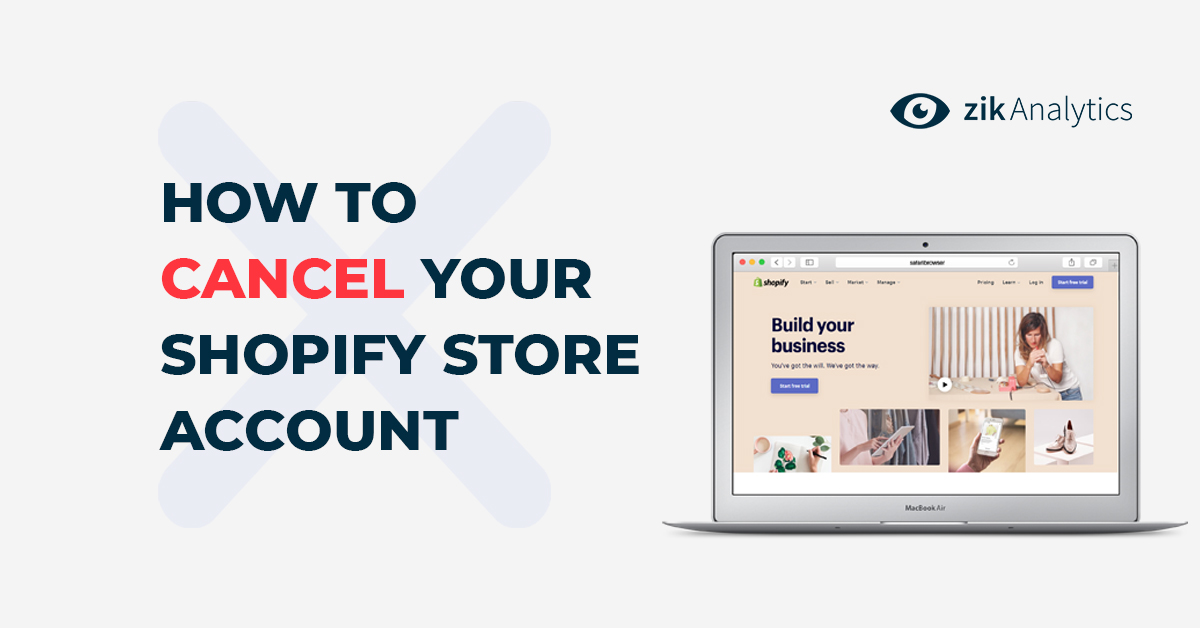 zik Analytics
HOW TO
CANCEL YOUR
SHOPIFY STORE
ACCOUNT
safaribrowser
shopify Start Sell Market Manage Pricing Learn Log in Start free trial
Build your
business
You've got the will. We've got the way.
Start free trial
MacBook Air